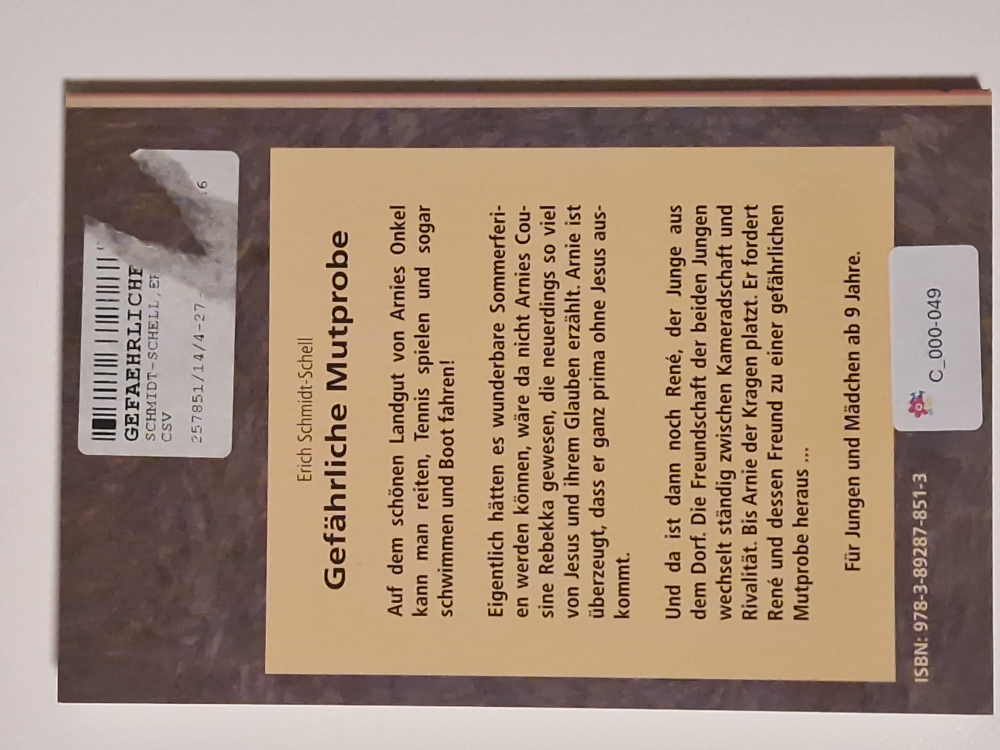 GEFAEHRLICHE
SCHMIDT-SCHELL,
CSV
257851/14/4-27-
Erich Schmidt-Schell
Gefährliche Mutprobe
Auf dem schönen Landgut von Arnies Onkel
kann man reiten, Tennis spielen und sogar
schwimmen und Boot fahren!
Eigentlich hätten es wunderbare Sommerferi-
en werden können, wäre da nicht Arnies Cou-
sine Rebekka gewesen, die neuerdings so viel
von Jesus und ihrem Glauben erzählt. Arnie ist
überzeugt, dass er ganz prima ohne Jesus aus-
kommt.
Und da ist dann noch René, der Junge aus
dem Dorf. Die Freundschaft der beiden Jungen
wechselt ständig zwischen Kameradschaft und
Rivalität. Bis Arnie der Kragen platzt. Er fordert
René und dessen Freund zu einer gefährlichen
Mutprobe heraus ...
Für Jungen und Mädchen ab 9 Jahre.
ISBN: 978-3-89287-851-3
C_000-049